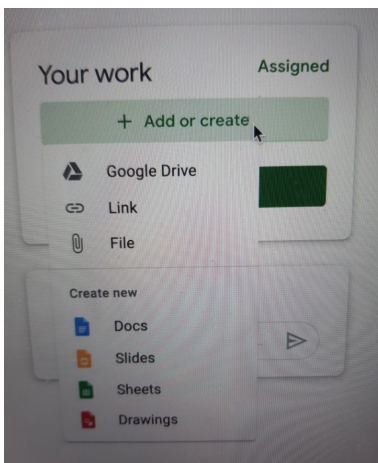 Your work
Assigned
+ Add or create
Google Drive
Link
File
Create new
Docs
Slides
Sheets
Drawings